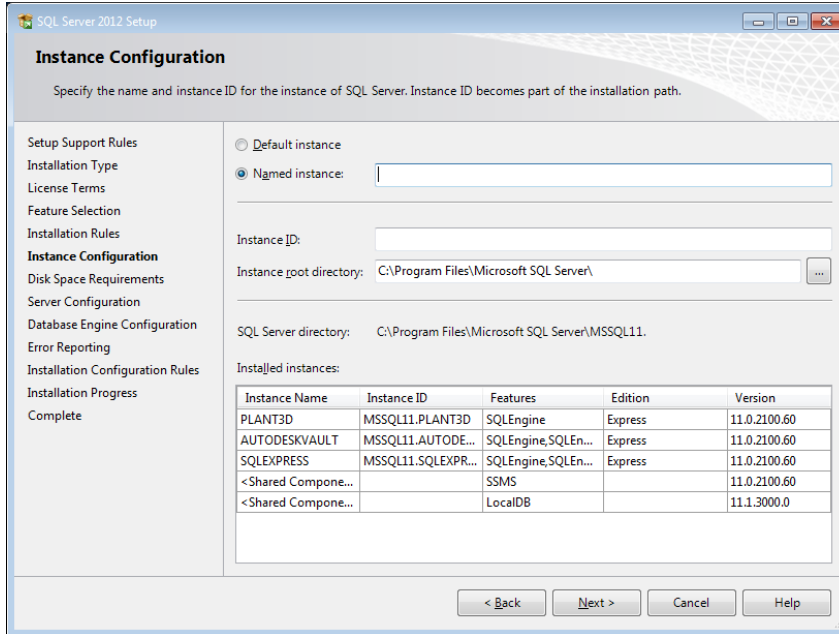 SQL Server 2012 Setup
Instance Configuration
Specify the name and instance ID for the instance of SQL Server. Instance ID becomes part of the installation path.
Setup Support Rules
Installation Type
License Terms
Feature Selection
Installation Rules
Instance Configuration
Disk Space Requirements
Server Configuration
Database Engine Configuration
Error Reporting
Installation Configuration Rules
Installation Progress
Complete
Default instance
Named instance:
Instance ID:
Instance root directory: C:\Program Files\Microsoft SQL Server\ ...
SQL Server directory: C:\Program Files\Microsoft SQL Server\MSSQL11.
Installed instances:
Instance Name Instance ID Features Edition Version
PLANT3D MSSQL11.PLANT3D SQLEngine Express 11.0.2100.60
AUTODESKVAULT MSSQL11.AUTODE... SQLEngine,SQLEn... Express 11.0.2100.60
SQLEXPRESS MSSQL11.SQLEXPR... SQLEngine,SQLEn... Express 11.0.2100.60
<Shared Compone... SSMS 11.0.2100.60
<Shared Compone... LocalDB 11.1.3000.0
< Back Next > Cancel Help